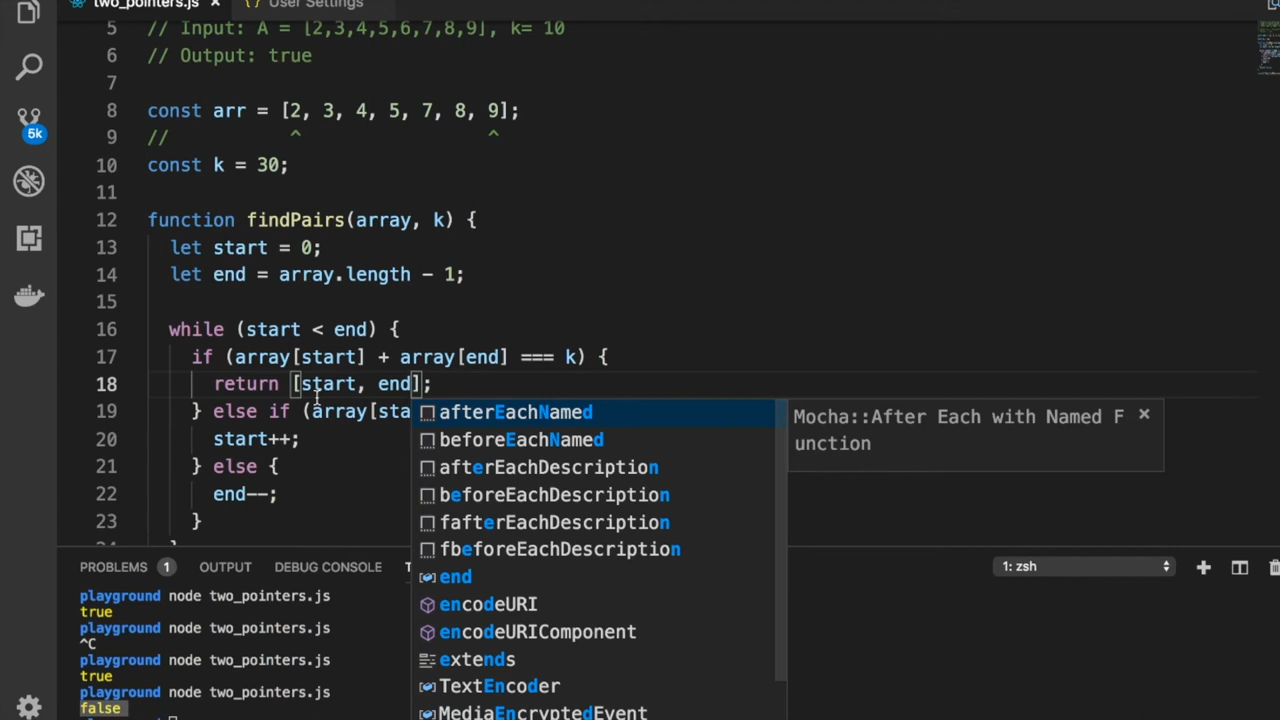 two_pointers.js × {} User Settings
5 // Input: A = [2,3,4,5,6,7,8,9], k= 10
6 // Output: true
7
8 const arr = [2, 3, 4, 5, 7, 8, 9];
9 // ^ ^
10 const k = 30;
11
12 function findPairs(array, k) {
13 let start = 0;
14 let end = array.length - 1;
15
16 while (start < end) {
17 if (array[start] + array[end] === k) {
18 return [start, end];
19 } else if (array[sta
20 start++;
21 } else {
22 end--;
23 }
5k
afterEachNamed
beforeEachNamed
afterEachDescription
beforeEachDescription
fafterEachDescription
fbeforeEachDescription
end
encodeURI
encodeURIComponent
extends
TextEncoder
MediaEncryptedEvent
Mocha::After Each with Named F
unction
×
PROBLEMS 1 OUTPUT DEBUG CONSOLE T
1: zsh
playground node two_pointers.js
true
playground node two_pointers.js
^C
playground node two_pointers.js
true
playground node two_pointers.js
false